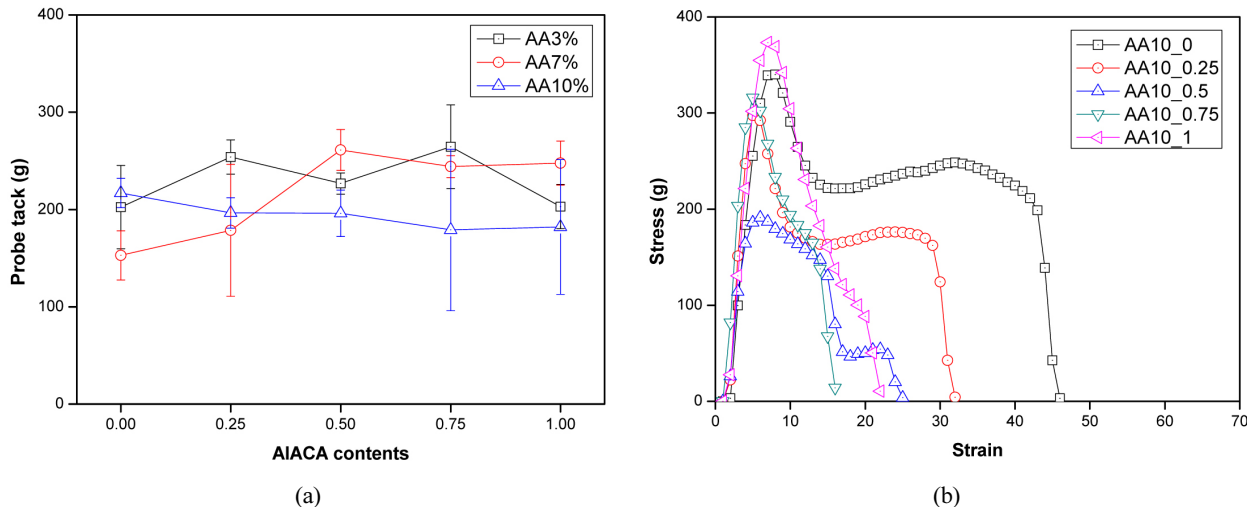 400
300
200
100
0
Probe tack (g)
0.00 0.25 0.50 0.75 1.00
AlACA contents
AA3%
AA7%
AA10%
(a)
400
300
200
100
0
Stress (g)
0 10 20 30 40 50 60 70
Strain
AA10_0
AA10_0.25
AA10_0.5
AA10_0.75
AA10_1
(b)